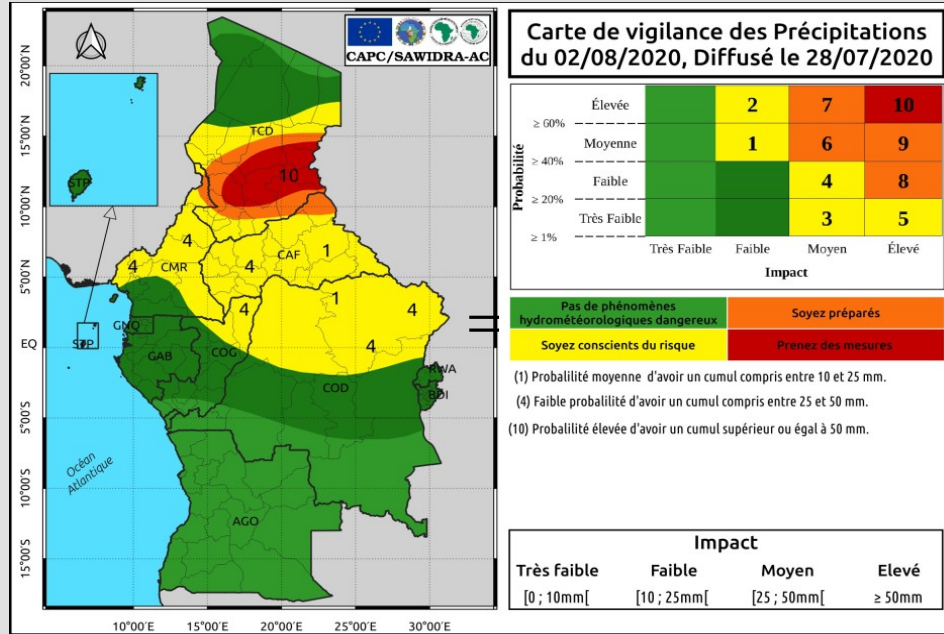 CAPC/SAWIDRA-AC
Carte de vigilance des Précipitations
du 02/08/2020, Diffusé le 28/07/2020
20°00'N
15°00'N
10°00'N
5°00'N
EQ
5°00'S
10°00'S
15°00'S
10°00'E
15°00'E
20°00'E
25°00'E
30°00'E
STP
TCD
10
4
4
CMR
4
CAF
1
4
1
4
4
GNQ
STP
GAB
COG
COD
RWA
BDI
AGO
Océan
Atlantique
Probabilité
Élevée
2
7
10
≥ 60%
Moyenne
1
6
9
≥ 40%
Faible
4
8
≥ 20%
Très Faible
3
5
≥ 1%
Très Faible
Faible
Moyen
Élevé
Impact
Pas de phénomènes
hydrométéorologiques dangereux
Soyez préparés
Soyez conscients du risque
Prenez des mesures
(1) Probalilité moyenne d'avoir un cumul compris entre 10 et 25 mm.
(4) Faible probalilité d'avoir un cumul compris entre 25 et 50 mm.
(10) Probalilité élevée d'avoir un cumul supérieur ou égal à 50 mm.
Impact
Très faible Faible Moyen Elevé
[0 ; 10mm[ [10 ; 25mm[ [25 ; 50mm[ ≥ 50mm